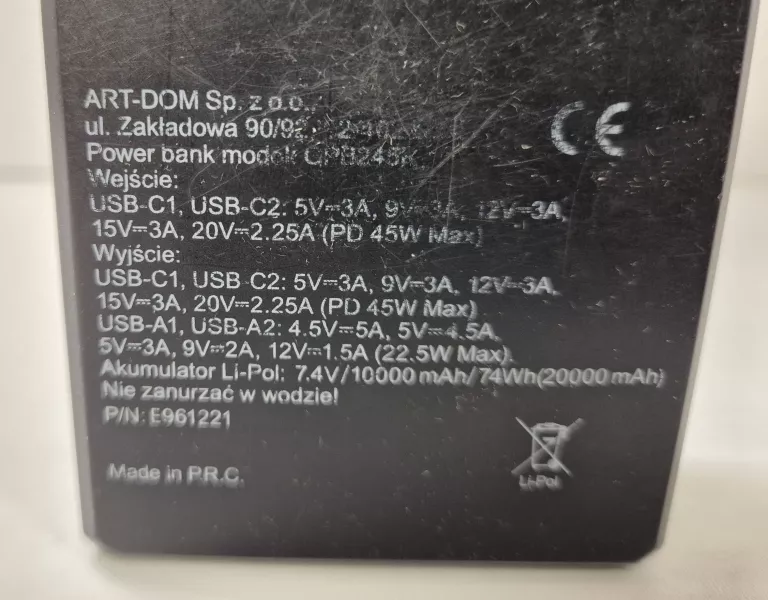 ART-DOM Sp. z o.o.,
ul. Zakładowa 90/92
Power bank model:
CE
Wejście:
USB-C1, USB-C2: 5V⎓3A, 9V⎓3A, 12V⎓3A,
15V⎓3A, 20V⎓2.25A (PD 45W Max)
Wyjście:
USB-C1, USB-C2: 5V⎓3A, 9V⎓3A, 12V⎓3A,
15V⎓3A, 20V⎓2.25A (PD 45W Max)
USB-A1, USB-A2: 4.5V⎓5A, 5V⎓4.5A,
5V⎓3A, 9V⎓2A, 12V⎓1.5A (22.5W Max).
Akumulator Li-Pol: 7.4V/10000 mAh/74Wh(20000 mAh)
Nie zanurzać w wodzie!
P/N: E961221
Made in P.R.C.
Li-Pol